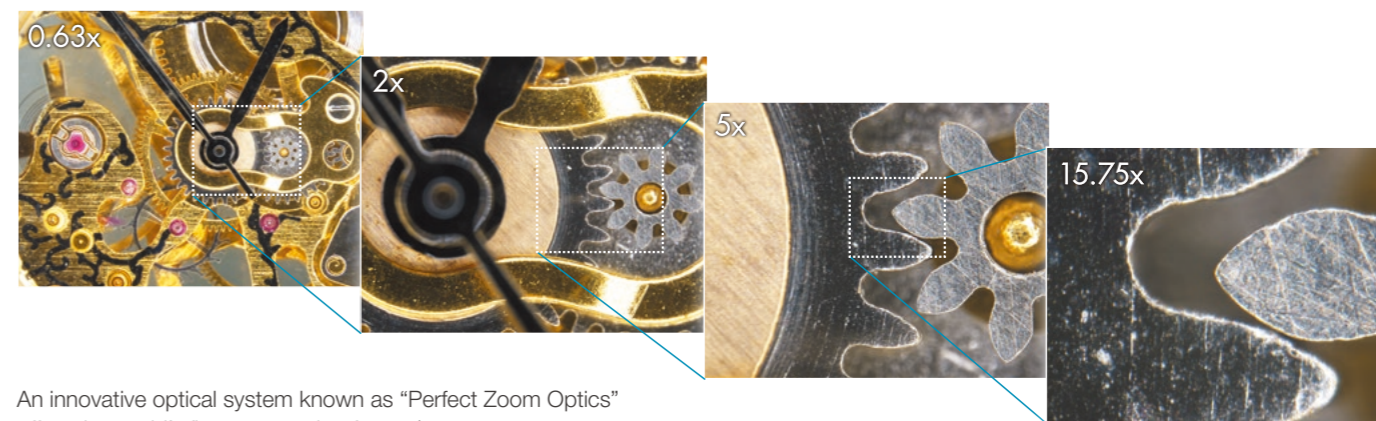 0.63x
2x
5x
15.75x
An innovative optical system known as “Perfect Zoom Optics”